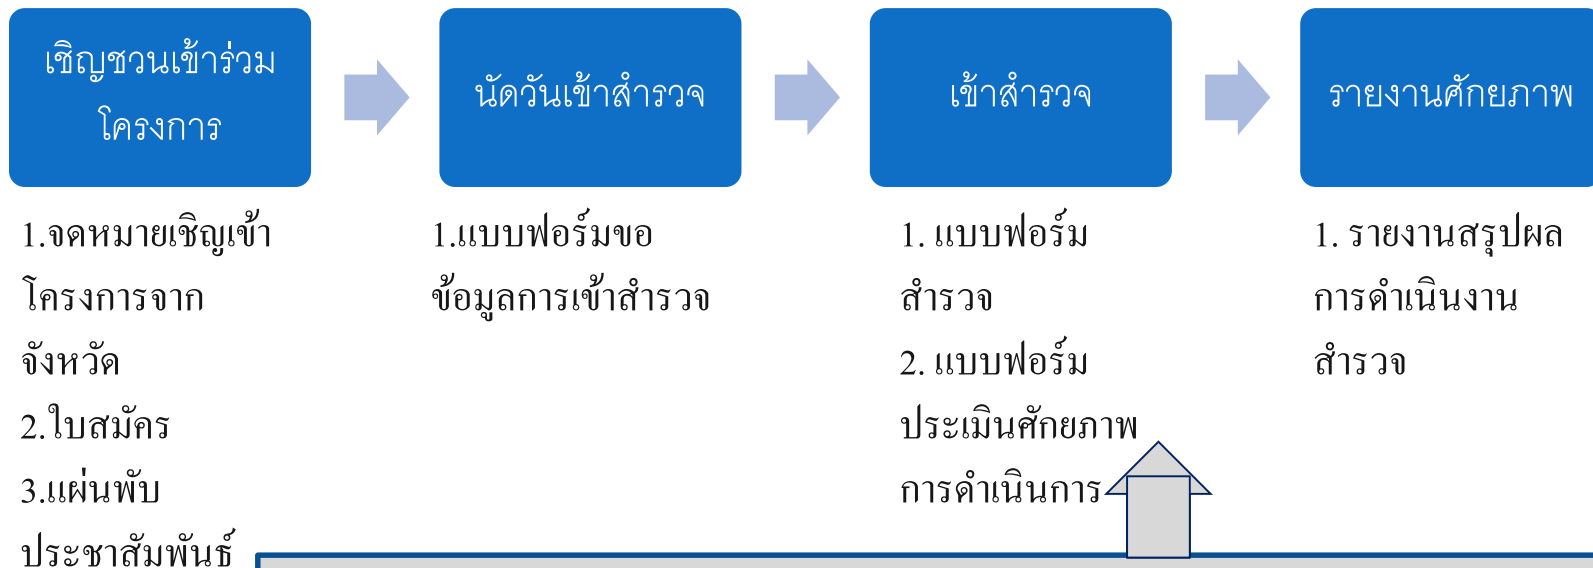 เชิญชวนเข้าร่วม
โครงการ
นัดวันเข้าสำรวจ
เข้าสำรวจ
รายงานศักยภาพ
1.จดหมายเชิญเข้า
โครงการจาก
จังหวัด
2.ใบสมัคร
3.แผ่นพับ
ประชาสัมพันธ์
1.แบบฟอร์มขอ
ข้อมูลการเข้าสำรวจ
1. แบบฟอร์ม
สำรวจ
2. แบบฟอร์ม
ประเมินศักยภาพ
การดำเนินการ
1. รายงานสรุปผล
การดำเนินงาน
สำรวจ